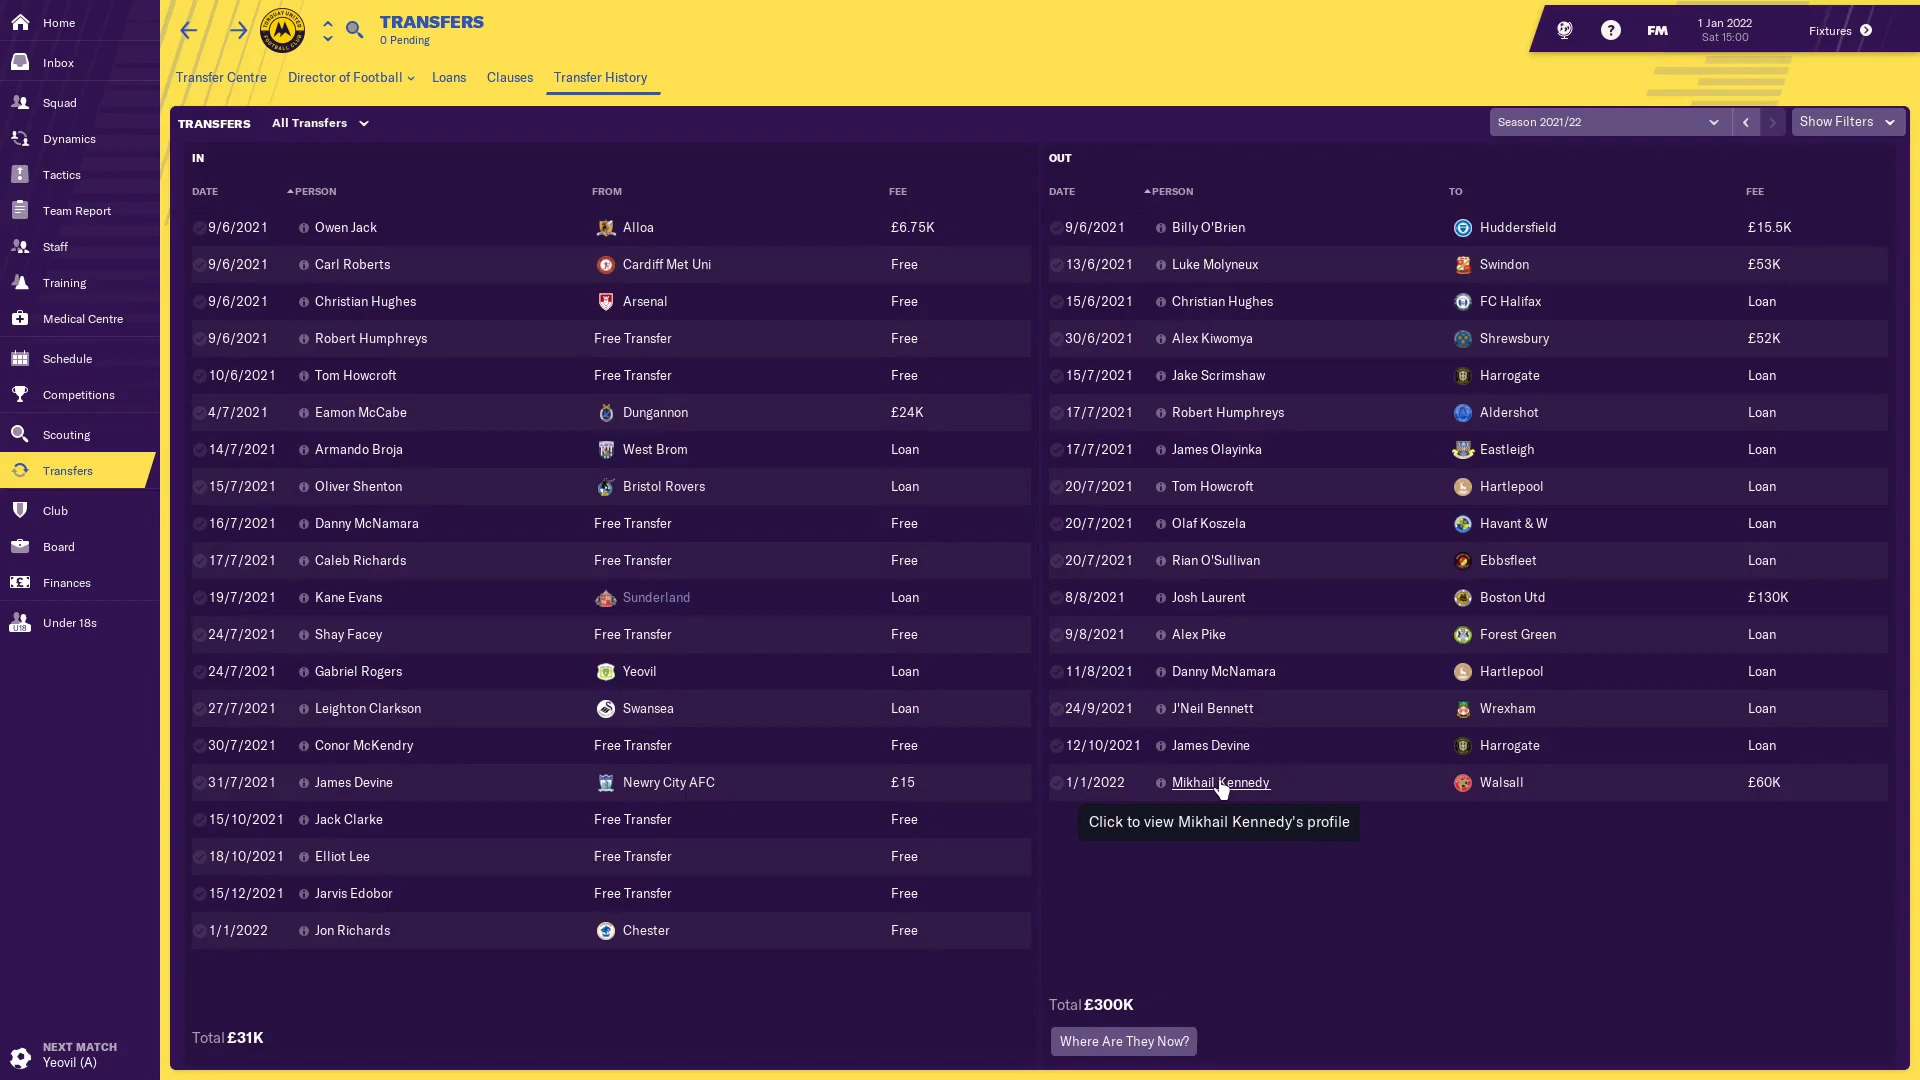 Home
Inbox
Squad
Dynamics
Tactics
Team Report
Staff
Training
Medical Centre
Schedule
Competitions
Scouting
Transfers
Club
Board
Finances
U18
Under 18s
NEXT MATCH
Yeovil (A)
TRANSFERS
0 Pending
?
FM
1 Jan 2022
Sat 15:00
Fixtures
Transfer Centre Director of Football Loans Clauses Transfer History
TRANSFERS All Transfers
Season 2021/22 Show Filters
IN
DATE PERSON FROM FEE
9/6/2021 Owen Jack Alloa £6.75K
9/6/2021 Carl Roberts Cardiff Met Uni Free
9/6/2021 Christian Hughes Arsenal Free
9/6/2021 Robert Humphreys Free Transfer Free
10/6/2021 Tom Howcroft Free Transfer Free
4/7/2021 Eamon McCabe Dungannon £24K
14/7/2021 Armando Broja West Brom Loan
15/7/2021 Oliver Shenton Bristol Rovers Loan
16/7/2021 Danny McNamara Free Transfer Free
17/7/2021 Caleb Richards Free Transfer Free
19/7/2021 Kane Evans Sunderland Loan
24/7/2021 Shay Facey Free Transfer Free
24/7/2021 Gabriel Rogers Yeovil Loan
27/7/2021 Leighton Clarkson Swansea Loan
30/7/2021 Conor McKendry Free Transfer Free
31/7/2021 James Devine Newry City AFC £15
15/10/2021 Jack Clarke Free Transfer Free
18/10/2021 Elliot Lee Free Transfer Free
15/12/2021 Jarvis Edobor Free Transfer Free
1/1/2022 Jon Richards Chester Free
Total £31K
OUT
DATE PERSON TO FEE
9/6/2021 Billy O'Brien Huddersfield £15.5K
13/6/2021 Luke Molyneux Swindon £53K
15/6/2021 Christian Hughes FC Halifax Loan
30/6/2021 Alex Kiwomya Shrewsbury £52K
15/7/2021 Jake Scrimshaw Harrogate Loan
17/7/2021 Robert Humphreys Aldershot Loan
17/7/2021 James Olayinka Eastleigh Loan
20/7/2021 Tom Howcroft Hartlepool Loan
20/7/2021 Olaf Koszela Havant & W Loan
20/7/2021 Rian O'Sullivan Ebbsfleet Loan
8/8/2021 Josh Laurent Boston Utd £130K
9/8/2021 Alex Pike Forest Green Loan
11/8/2021 Danny McNamara Hartlepool Loan
24/9/2021 J'Neil Bennett Wrexham Loan
12/10/2021 James Devine Harrogate Loan
1/1/2022 Mikhail Kennedy Walsall £60K
Click to view Mikhail Kennedy's profile
Total £300K
Where Are They Now?